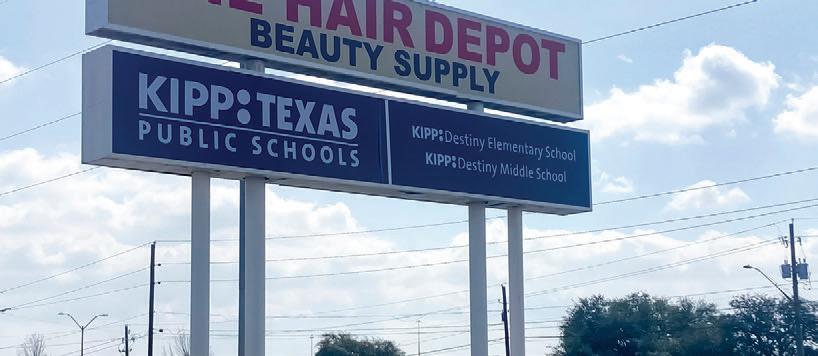 HAIR DEPOT
BEAUTY SUPPLY
KIPP:TEXAS
PUBLIC SCHOOLS
KIPP:Destiny Elementary School
KIPP:Destiny Middle School